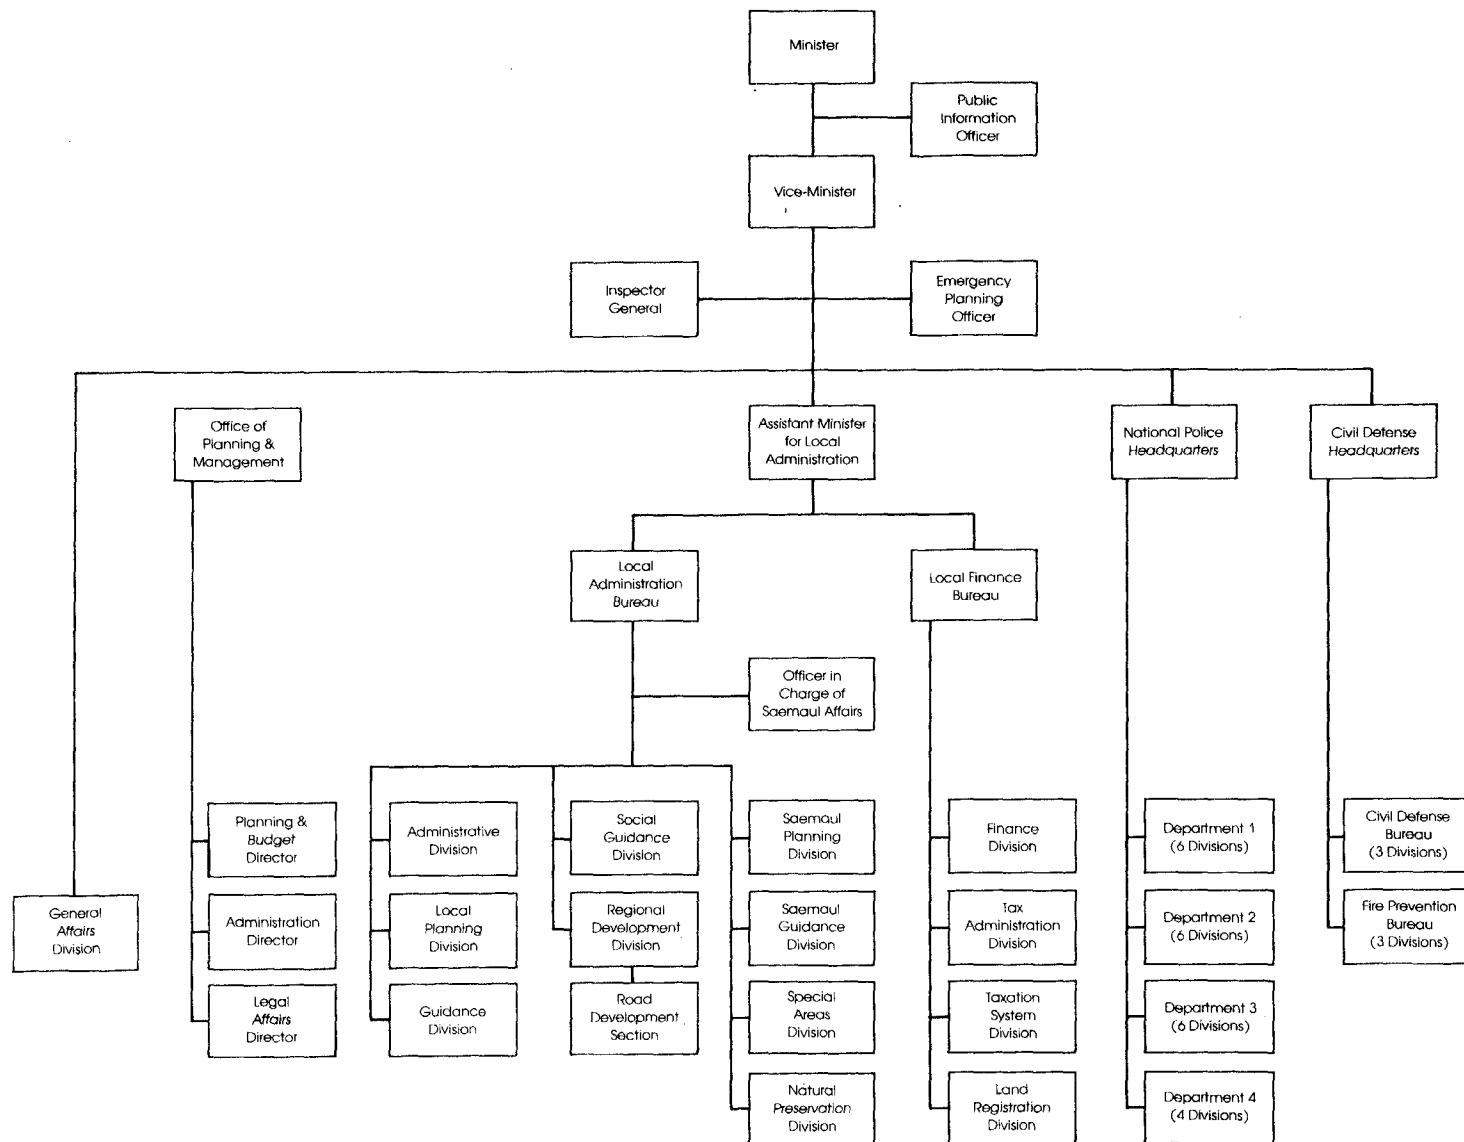 Minister
Public
Information
Officer
Vice-Minister
Inspector
General
Emergency
Planning
Officer
Office of
Planning &
Management
Assistant Minister
for Local
Administration
National Police
Headquarters
Civil Defense
Headquarters
Local
Administration
Bureau
Local Finance
Bureau
Officer in
Charge of
Saemaul Affairs
Planning &
Budget
Director
Administrative
Division
Social
Guidance
Division
Saemaul
Planning
Division
Finance
Division
Department 1
(6 Divisions)
Civil Defense
Bureau
(3 Divisions)
General
Affairs
Division
Administration
Director
Local
Planning
Division
Regional
Development
Division
Saemaul
Guidance
Division
Tax
Administration
Division
Department 2
(6 Divisions)
Fire Prevention
Bureau
(3 Divisions)
Legal
Affairs
Director
Guidance
Division
Road
Development
Section
Special
Areas
Division
Taxation
System
Division
Department 3
(6 Divisions)
Natural
Preservation
Division
Land
Registration
Division
Department 4
(4 Divisions)